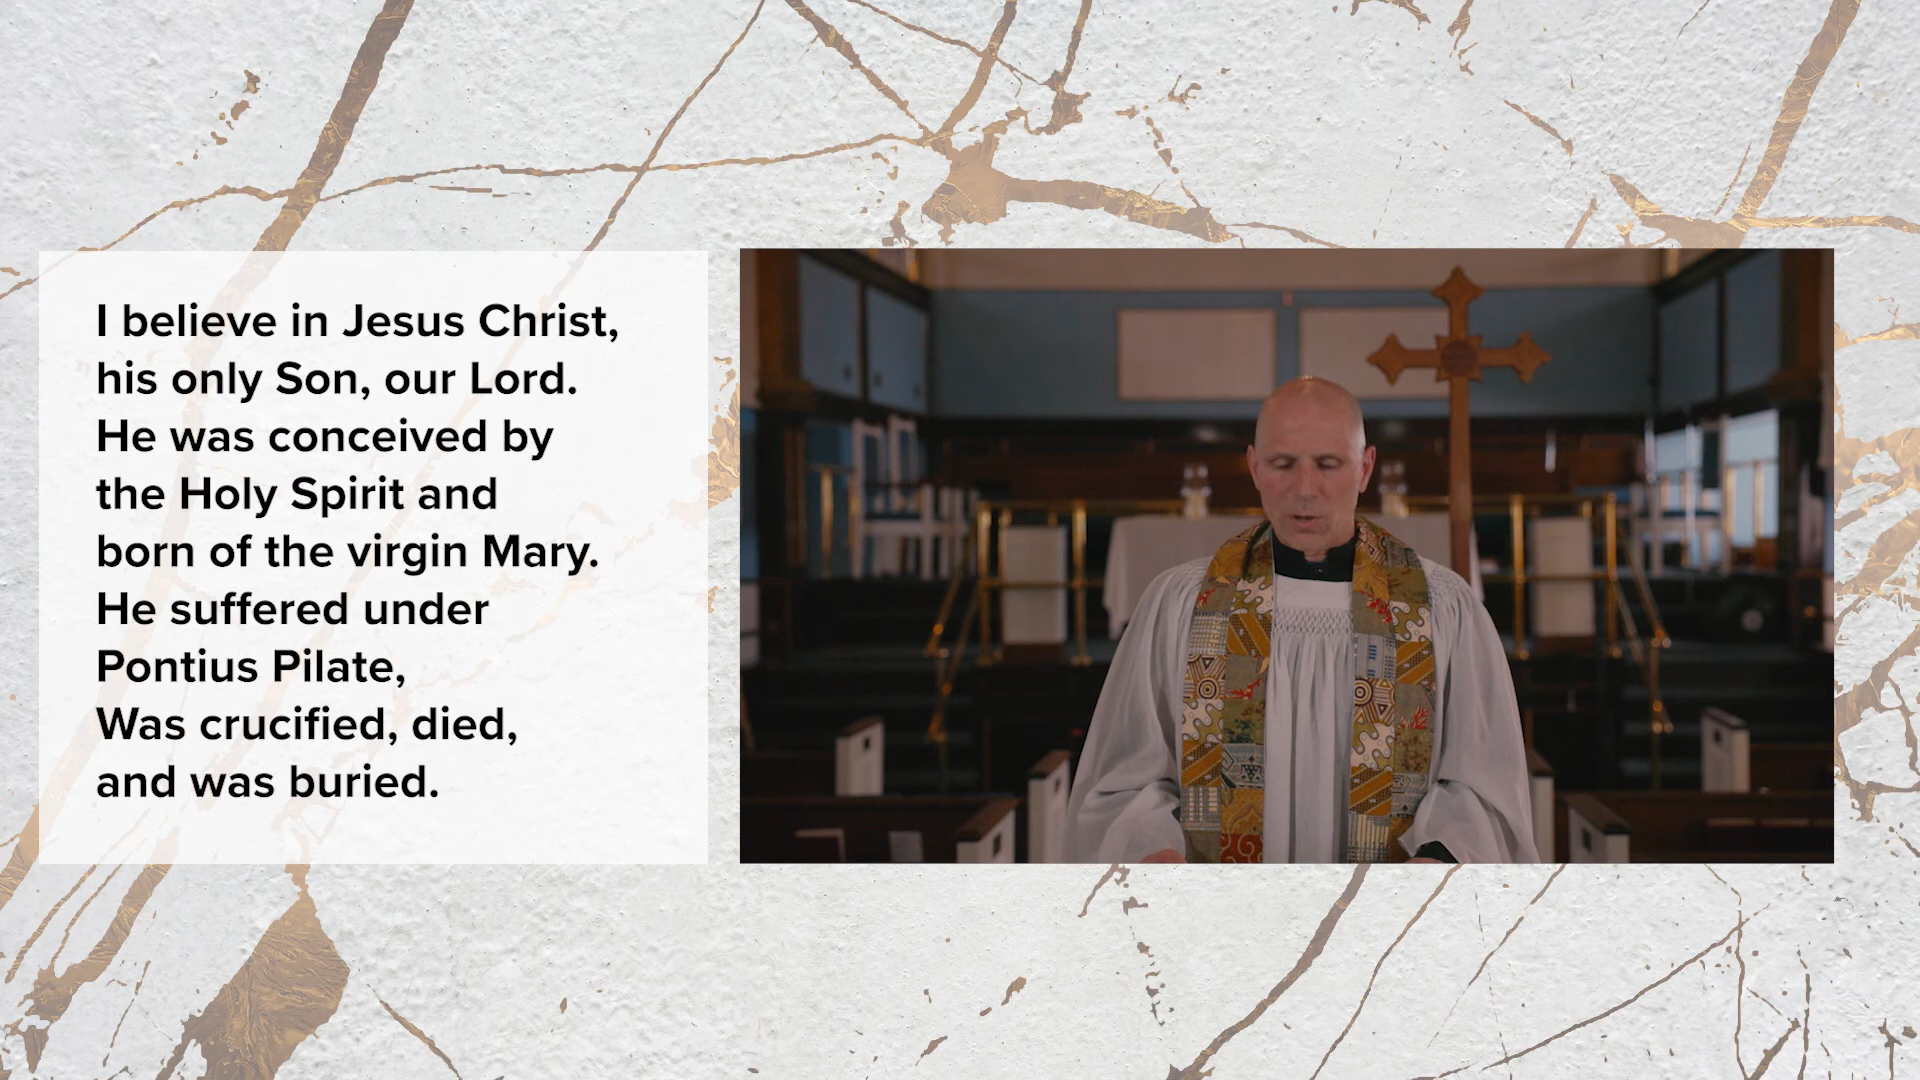 I believe in Jesus Christ,
his only Son, our Lord.
He was conceived by
the Holy Spirit and
born of the virgin Mary.
He suffered under
Pontius Pilate,
Was crucified, died,
and was buried.